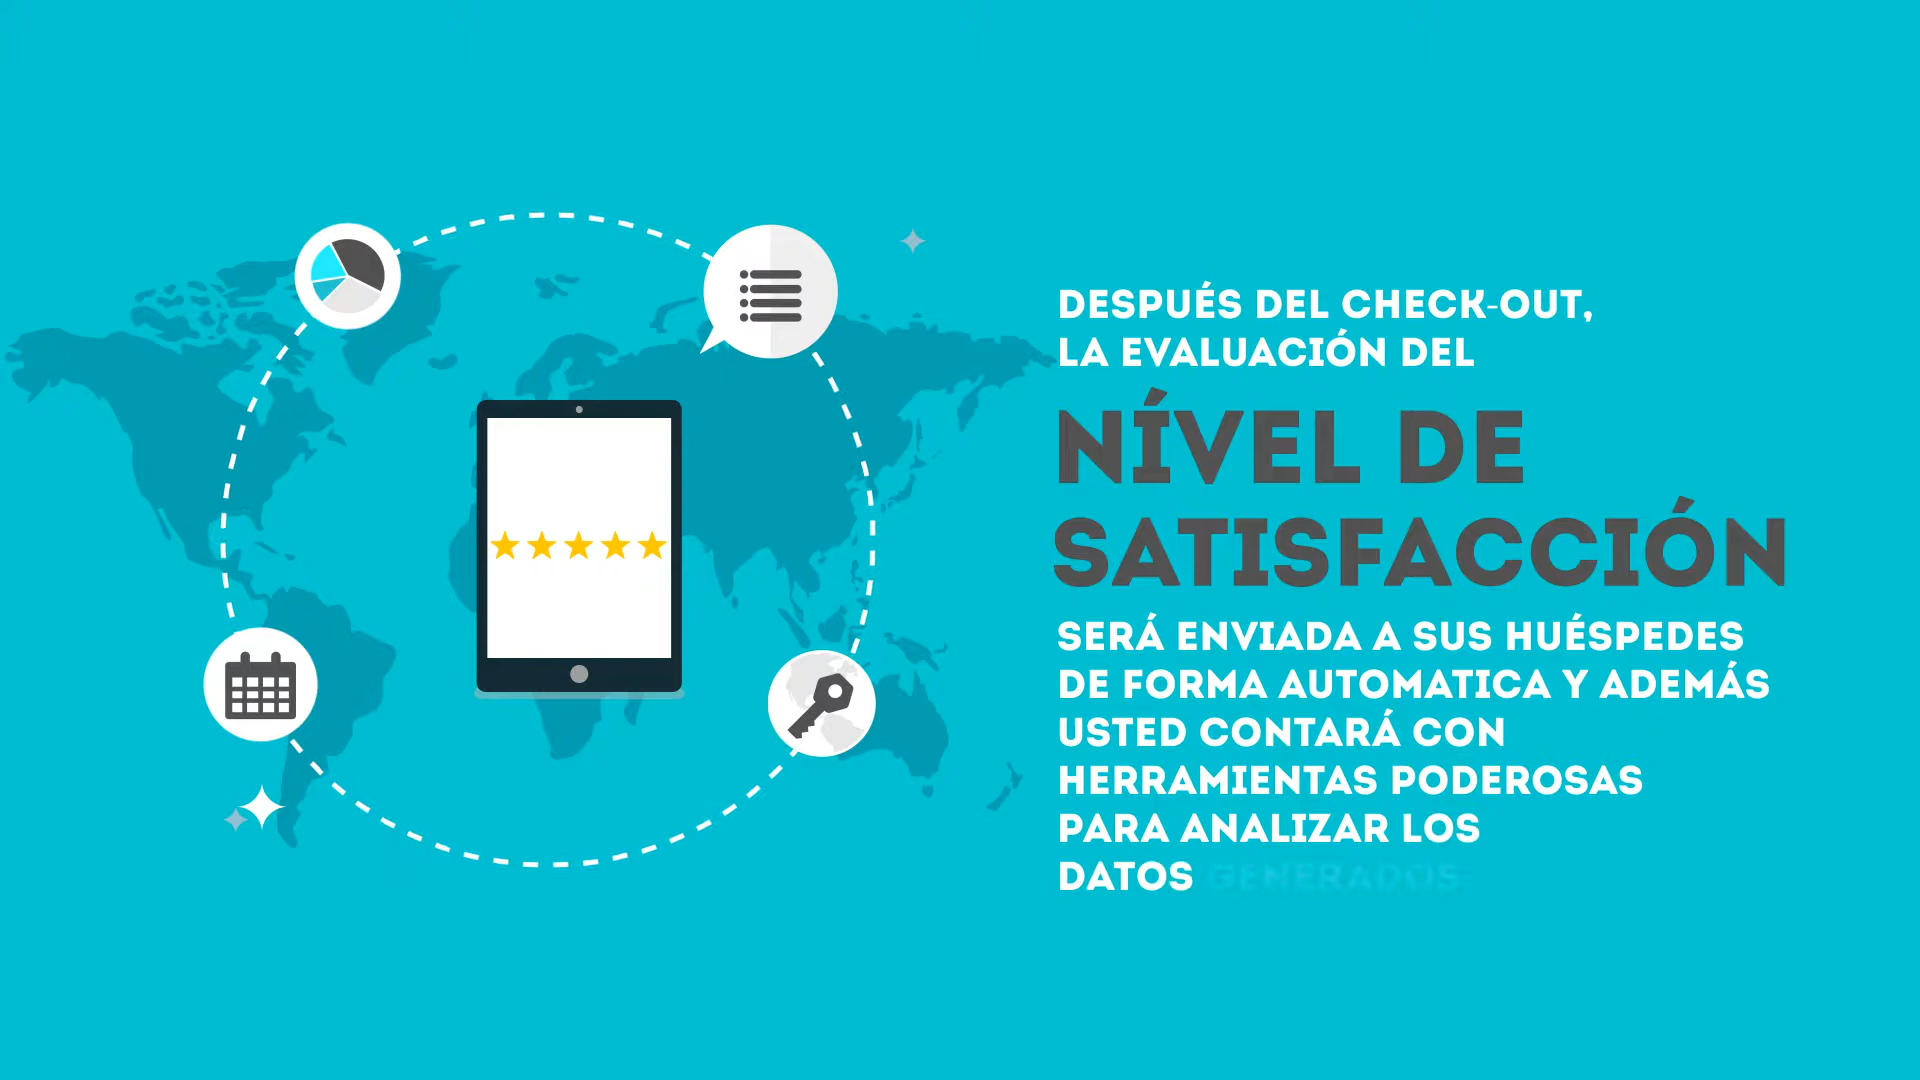 DESPUÉS DEL CHECK-OUT,
LA EVALUACIÓN DEL
NÍVEL DE
SATISFACCIÓN
SERÁ ENVIADA A SUS HUÉSPEDES
DE FORMA AUTOMATICA Y ADEMÁS
USTED CONTARÁ CON
HERRAMIENTAS PODEROSAS
PARA ANALIZAR LOS
DATOS GENERADOS